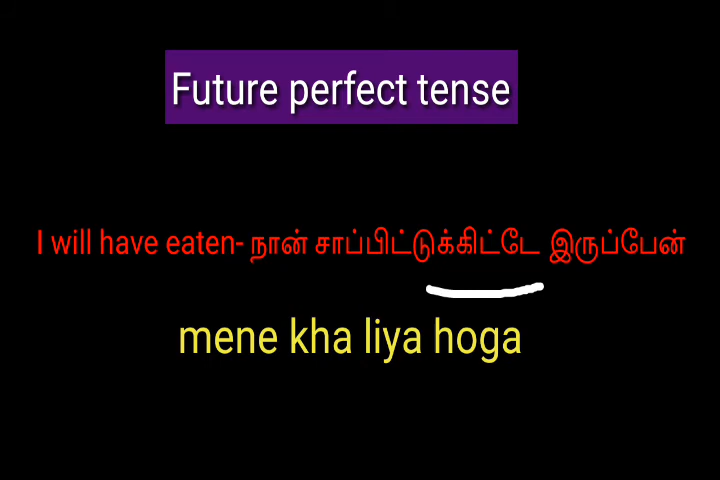 Future perfect tense
I will have eaten- நான் சாப்பிட்டுக்கிட்டே இருப்பேன்
mene kha liya hoga